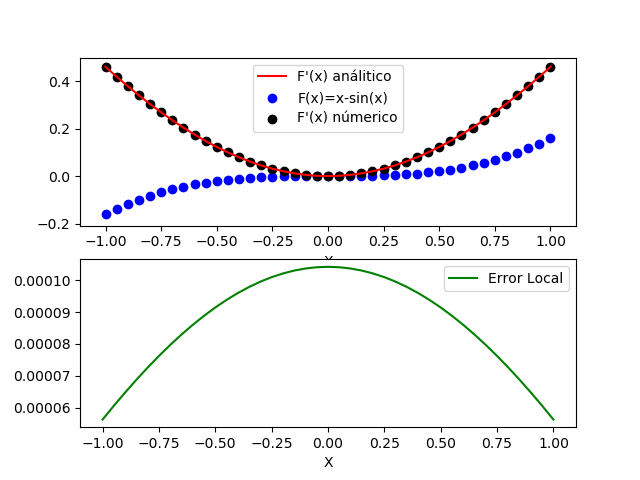 F'(x) análitico
F(x)=x-sin(x)
F'(x) númerico
0.4
0.2
0.0
−0.2
−1.00 −0.75 −0.50 −0.25 0.00 0.25 0.50 0.75 1.00
X
Error Local
0.00010
0.00009
0.00008
0.00007
0.00006
−1.00 −0.75 −0.50 −0.25 0.00 0.25 0.50 0.75 1.00
X